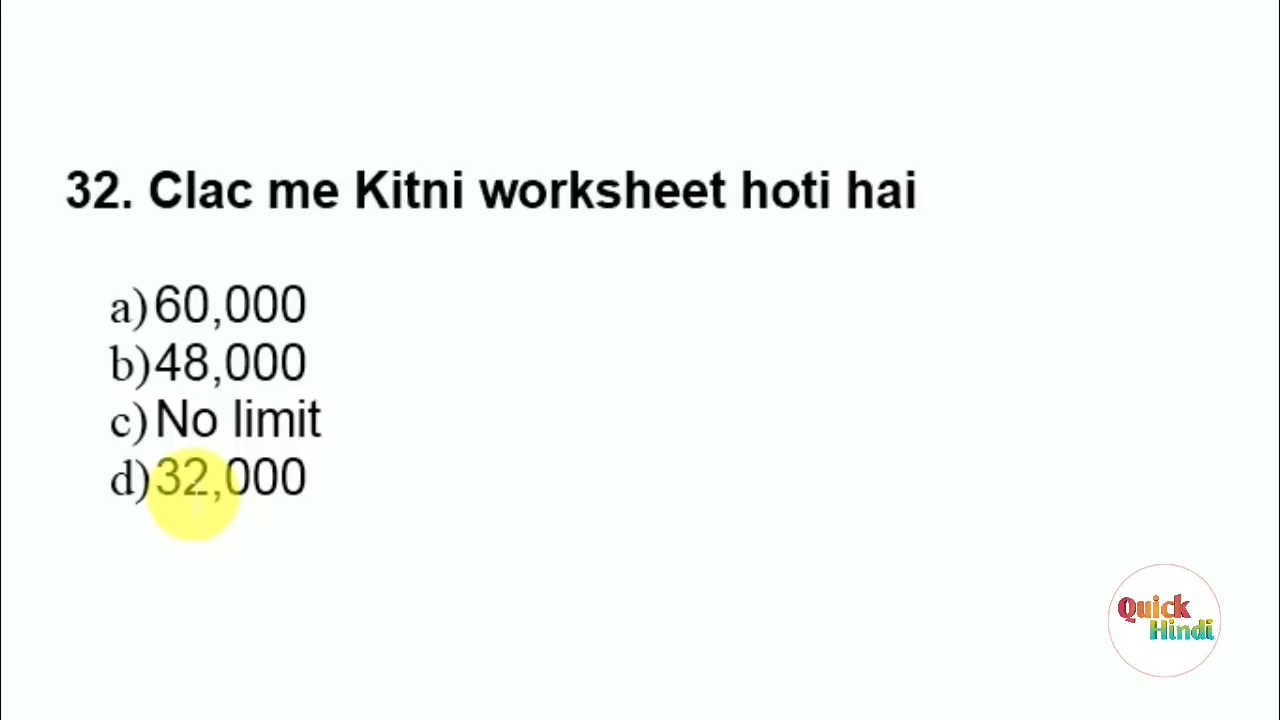 32. Clac me Kitni worksheet hoti hai
a) 60,000
b) 48,000
c) No limit
d) 32,000
Quick
Hindi